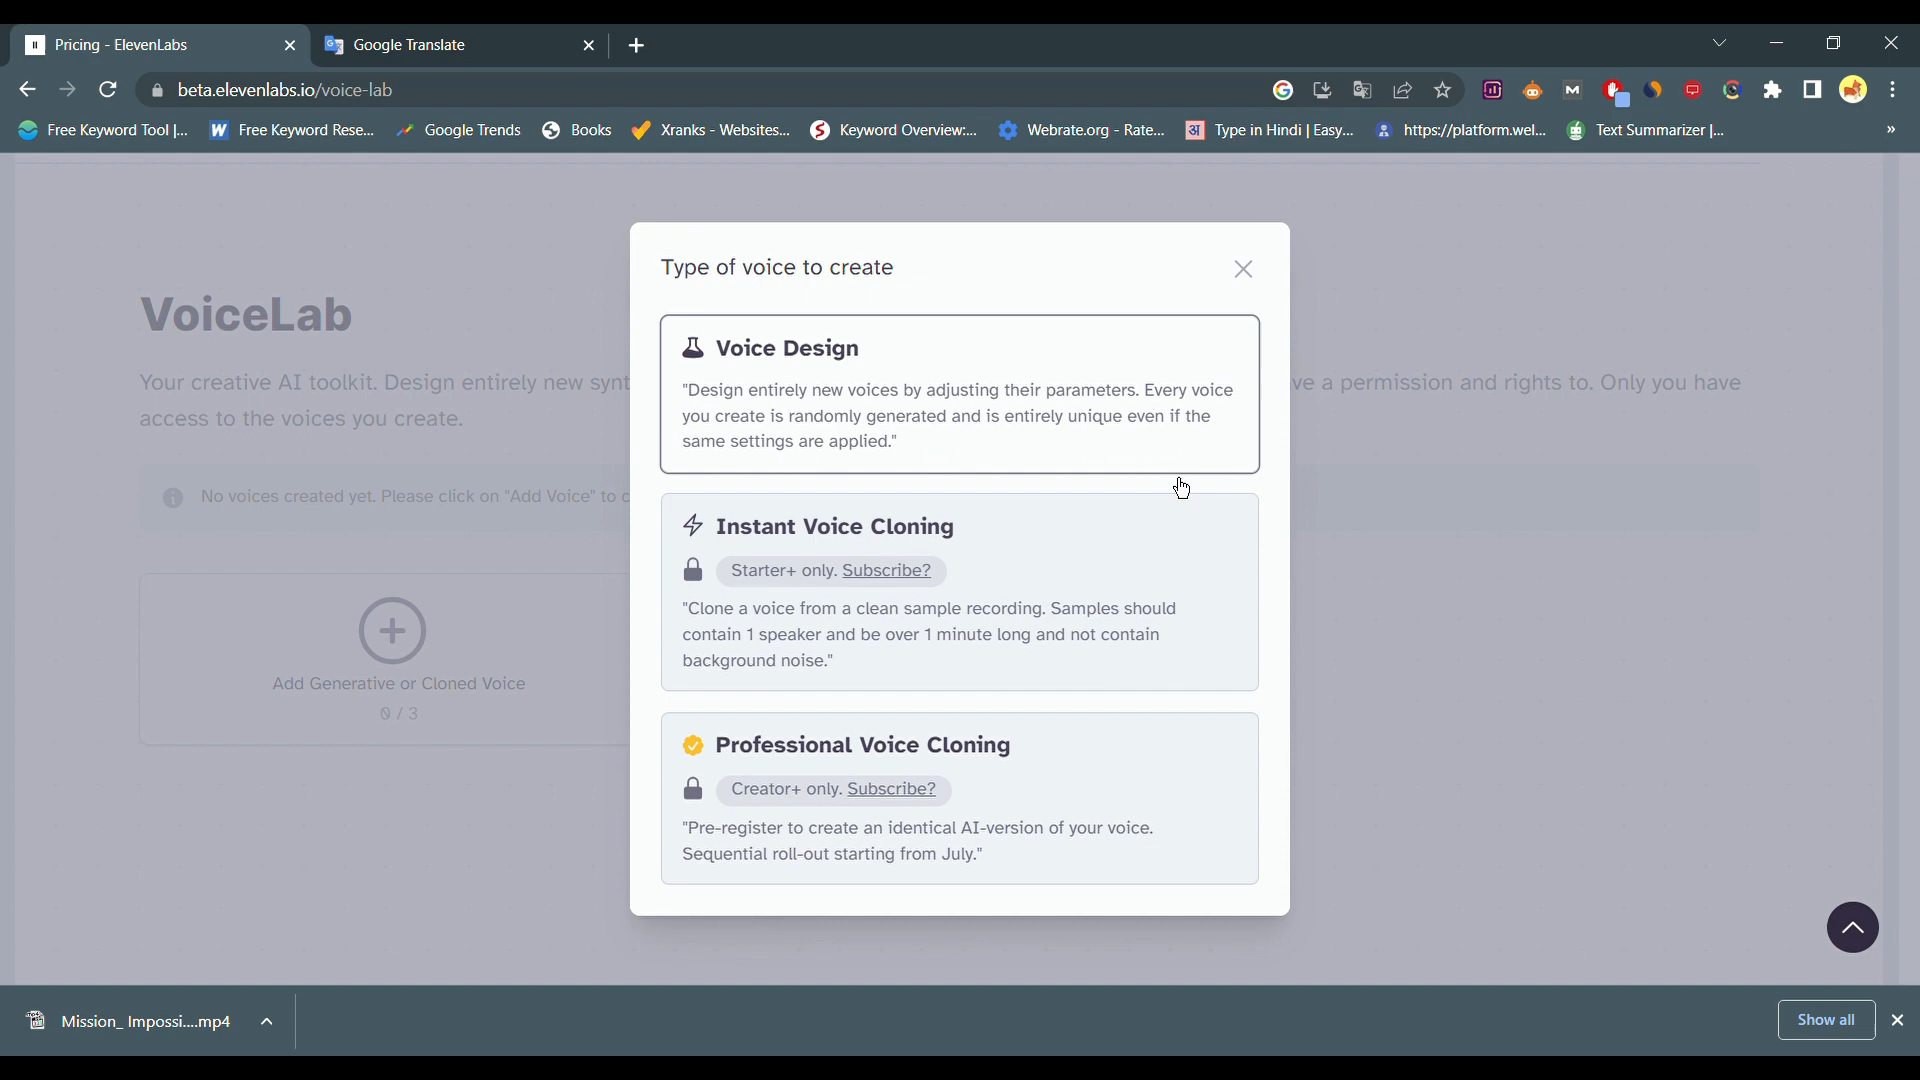 Pricing - ElevenLabs
Google Translate
beta.elevenlabs.io/voice-lab
Free Keyword Tool |...
Free Keyword Rese...
Google Trends
Books
Xranks - Websites...
Keyword Overview:...
Webrate.org - Rate...
Type in Hindi | Easy...
https://platform.wel...
Text Summarizer |...
Type of voice to create
VoiceLab
Voice Design
Your creative AI toolkit. Design entirely new synt
ve a permission and rights to. Only you have
access to the voices you create.
"Design entirely new voices by adjusting their parameters. Every voice
you create is randomly generated and is entirely unique even if the
same settings are applied."
No voices created yet. Please click on "Add Voice" to c
Instant Voice Cloning
Starter+ only. Subscribe?
"Clone a voice from a clean sample recording. Samples should
contain 1 speaker and be over 1 minute long and not contain
background noise."
Add Generative or Cloned Voice
0 / 3
Professional Voice Cloning
Creator+ only. Subscribe?
"Pre-register to create an identical AI-version of your voice.
Sequential roll-out starting from July."
Mission_ Impossi....mp4
Show all